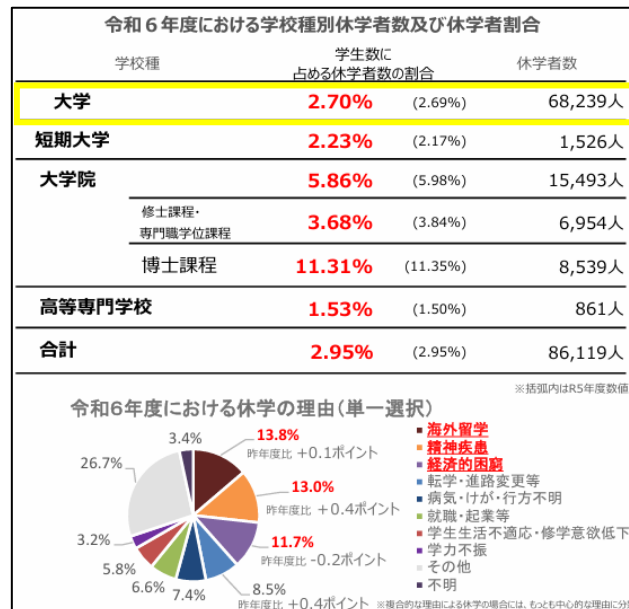 令和６年度における学校種別休学者数及び休学者割合
学校種 学生数に占める休学者数の割合 休学者数
大学 2.70% (2.69%) 68,239人
短期大学 2.23% (2.17%) 1,526人
大学院 5.86% (5.98%) 15,493人
修士課程・
専門職学位課程 3.68% (3.84%) 6,954人
博士課程 11.31% (11.35%) 8,539人
高等専門学校 1.53% (1.50%) 861人
合計 2.95% (2.95%) 86,119人
※括弧内はR5年度数値
令和6年度における休学の理由（単一選択）
3.4%
13.8%
昨年度比 +0.1ポイント
26.7%
13.0%
昨年度比 +0.4ポイント
11.7%
昨年度比 -0.2ポイント
3.2%
5.8%
6.6%
7.4%
8.5%
昨年度比 +0.4ポイント
海外留学
精神疾患
経済的困窮
転学・進路変更等
病気・けが・行方不明
就職・起業等
学生生活不適応・修学意欲低下
学力不振
その他
不明
※複合的な理由による休学の場合には、もっとも中心的な理由に分